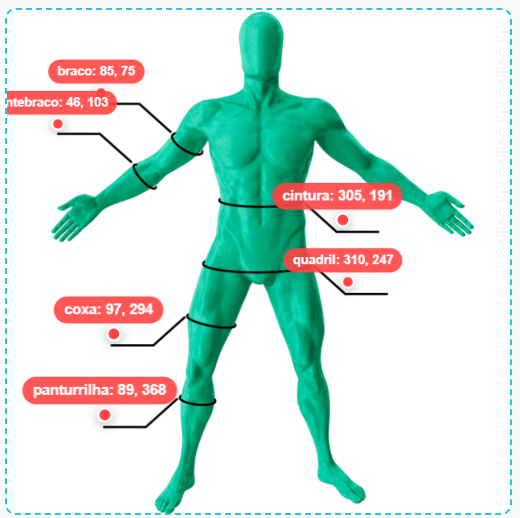 braco: 85, 75
ntebraco: 46, 103
cintura: 305, 191
quadril: 310, 247
coxa: 97, 294
panturrilha: 89, 368